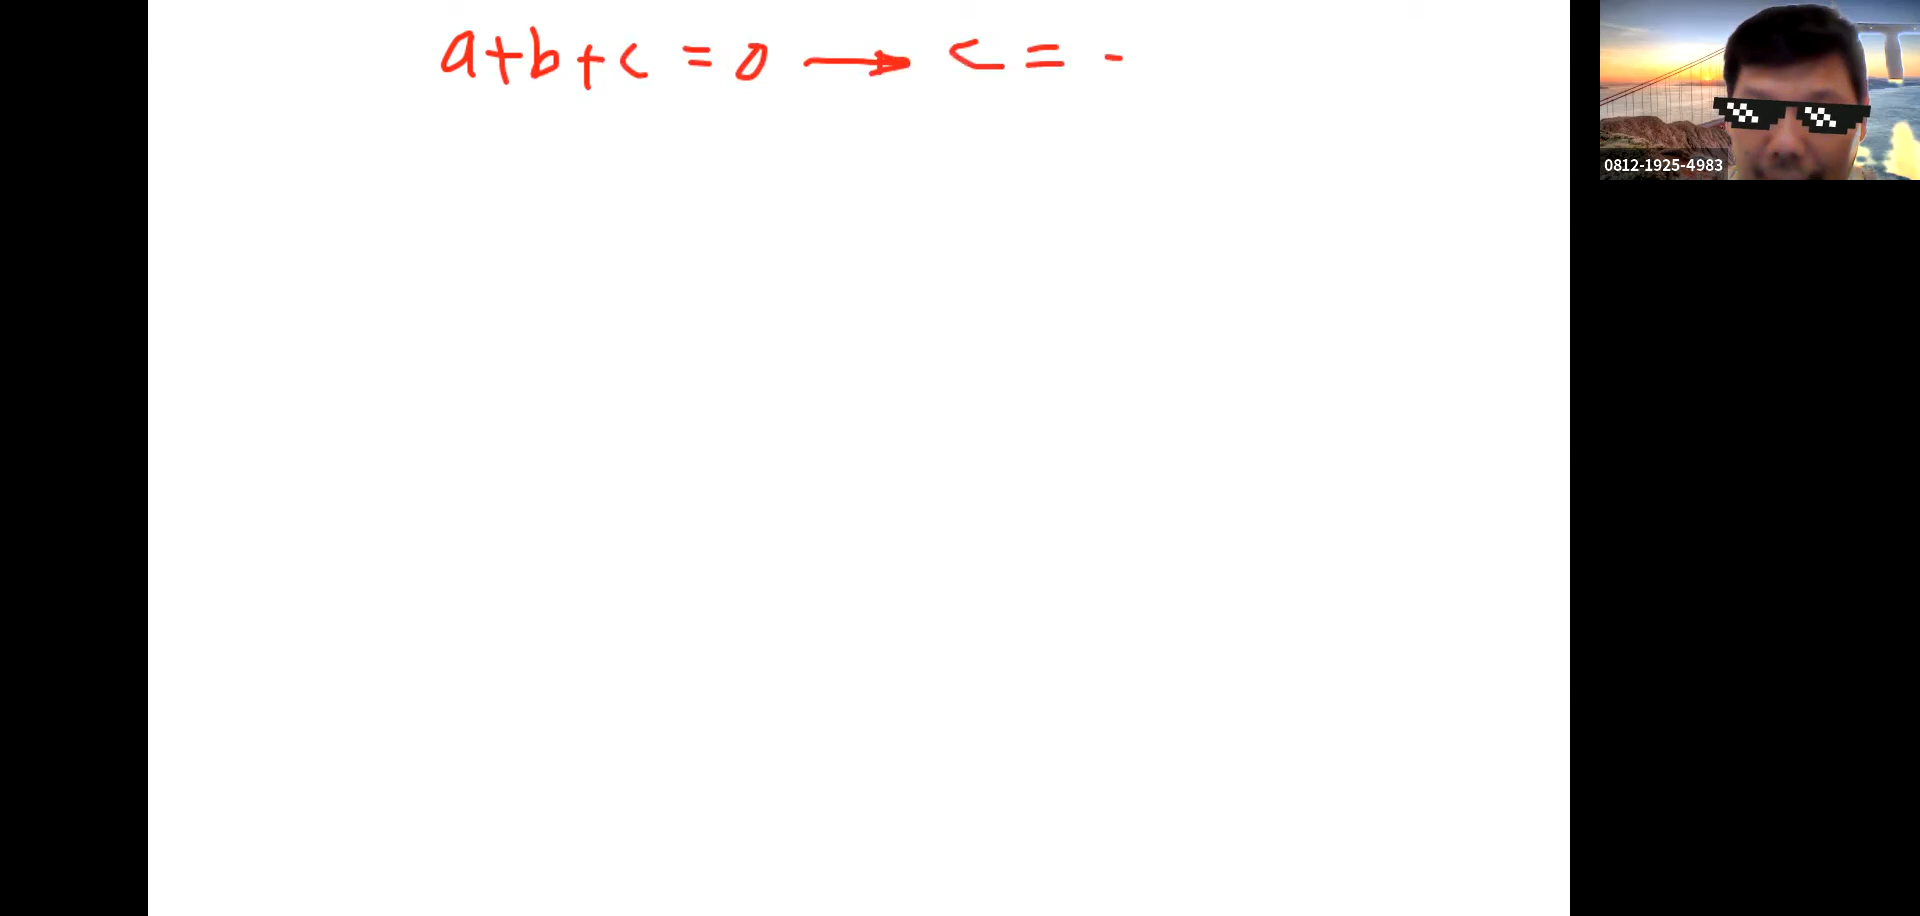 a+b+c = 0 → c = -
0812-1925-4983